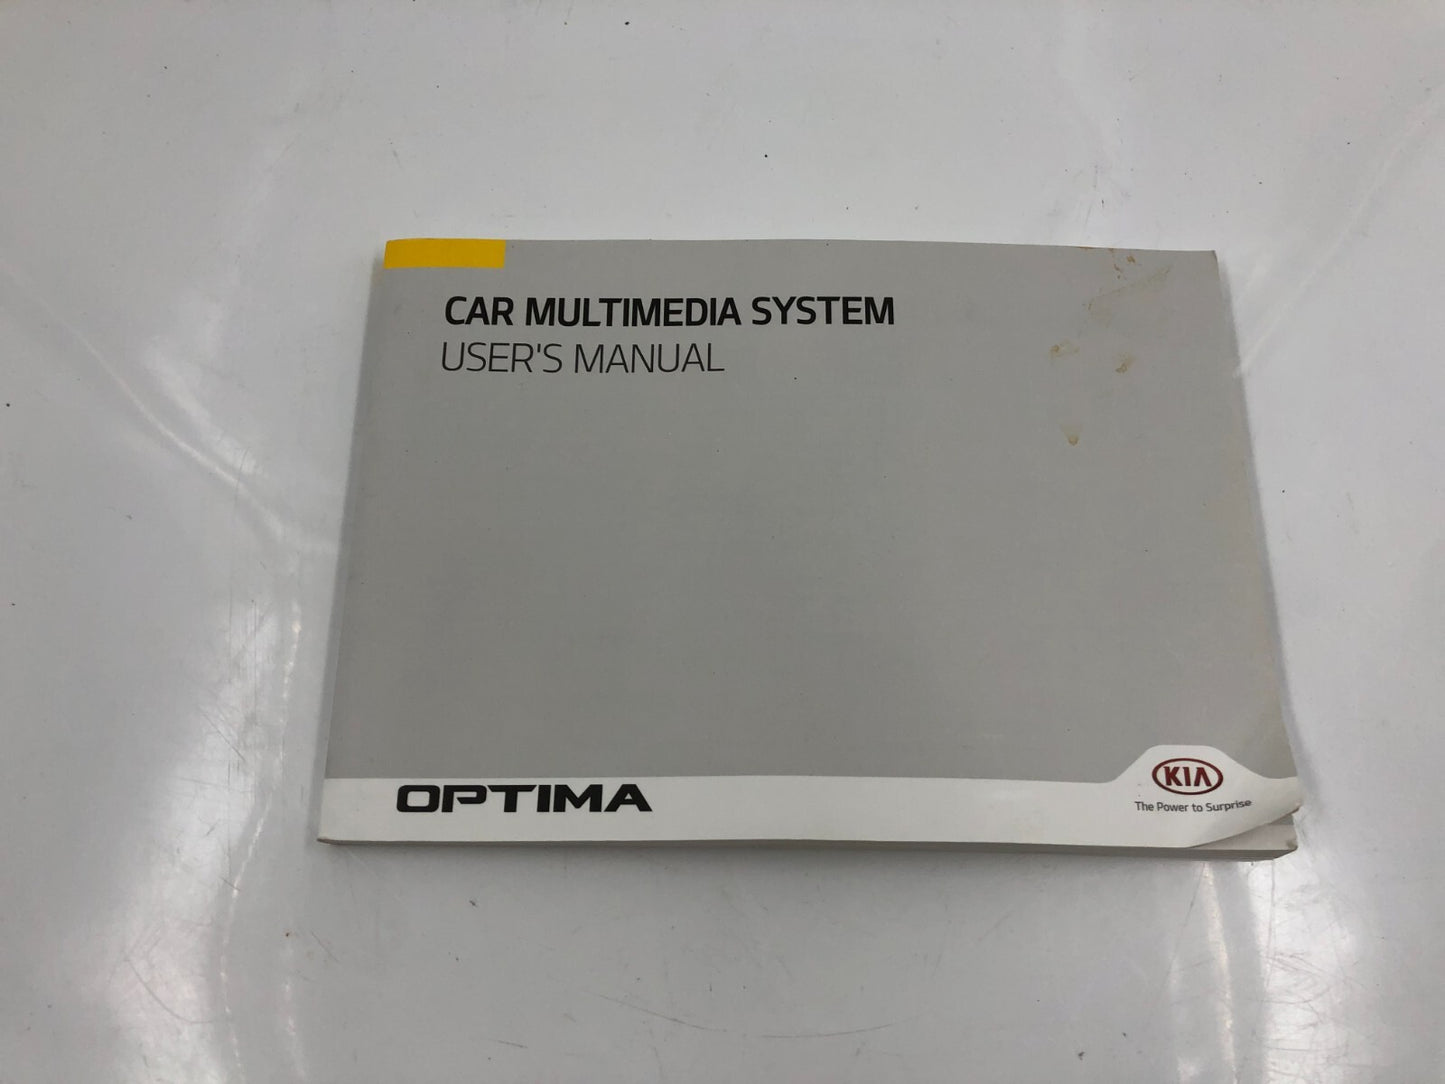 CAR MULTIMEDIA SYSTEM
USER'S MANUAL
OPTIMA
KIA
The Power to Surprise